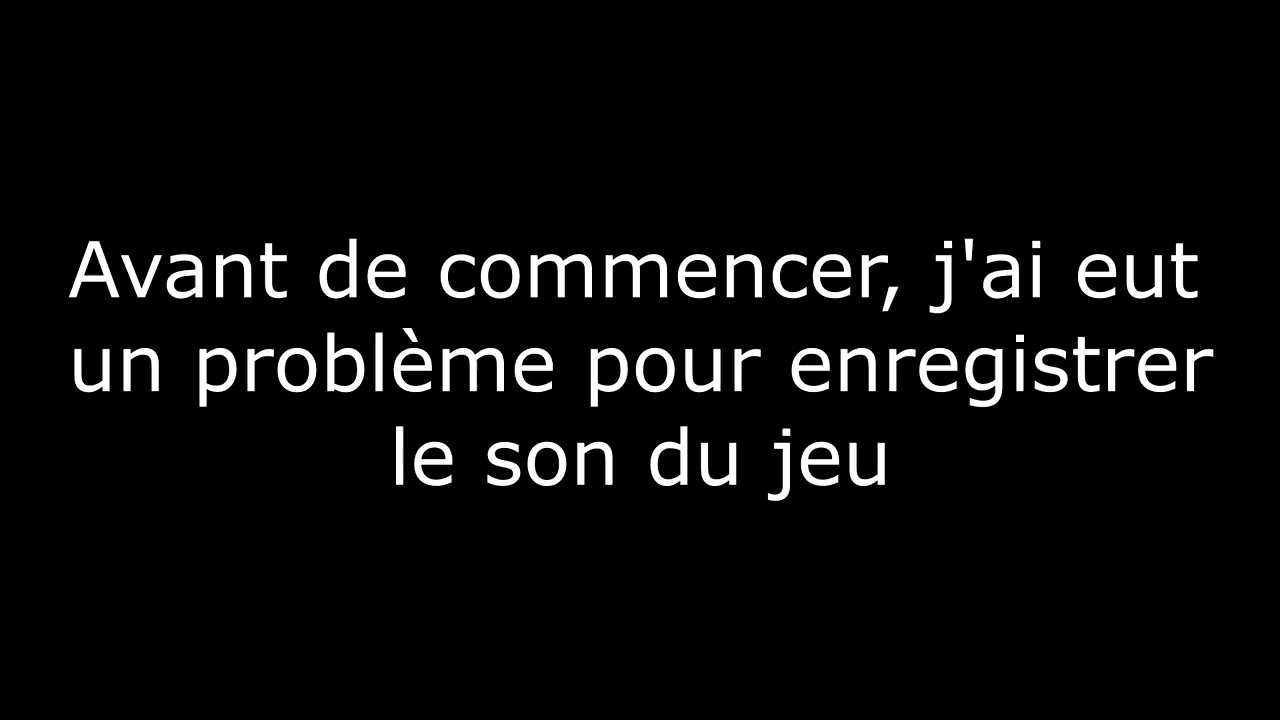 Avant de commencer, j'ai eut
un problème pour enregistrer
le son du jeu